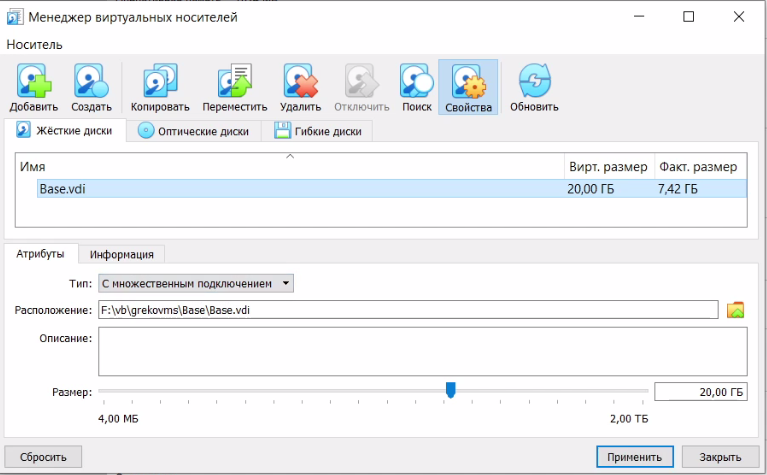 Менеджер виртуальных носителей
Носитель
Добавить Создать Копировать Переместить Удалить Отключить Поиск Свойства Обновить
Жёсткие диски Оптические диски Гибкие диски
Имя Вирт. размер Факт. размер
Base.vdi 20,00 ГБ 7,42 ГБ
Атрибуты Информация
Тип: С множественным подключением
Расположение: F:\vb\grekovms\Base\Base.vdi
Описание:
Размер: 20,00 ГБ
4,00 МБ 2,00 ТБ
Сбросить Применить Закрыть